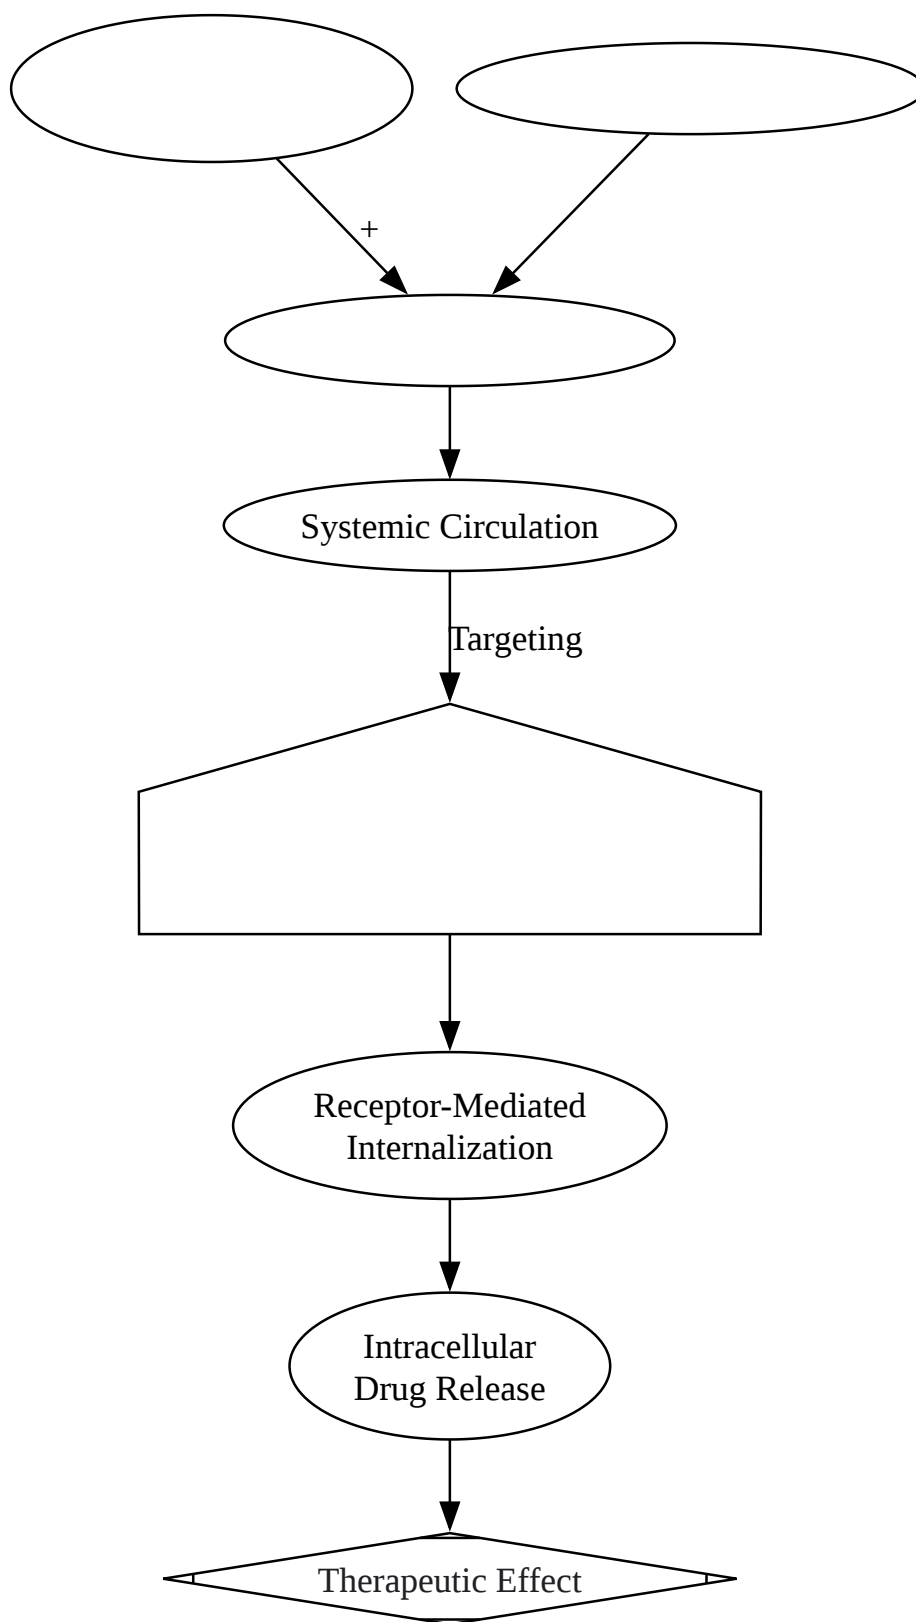 +
Systemic Circulation
Targeting
Receptor-Mediated
Internalization
Intracellular
Drug Release
Therapeutic Effect